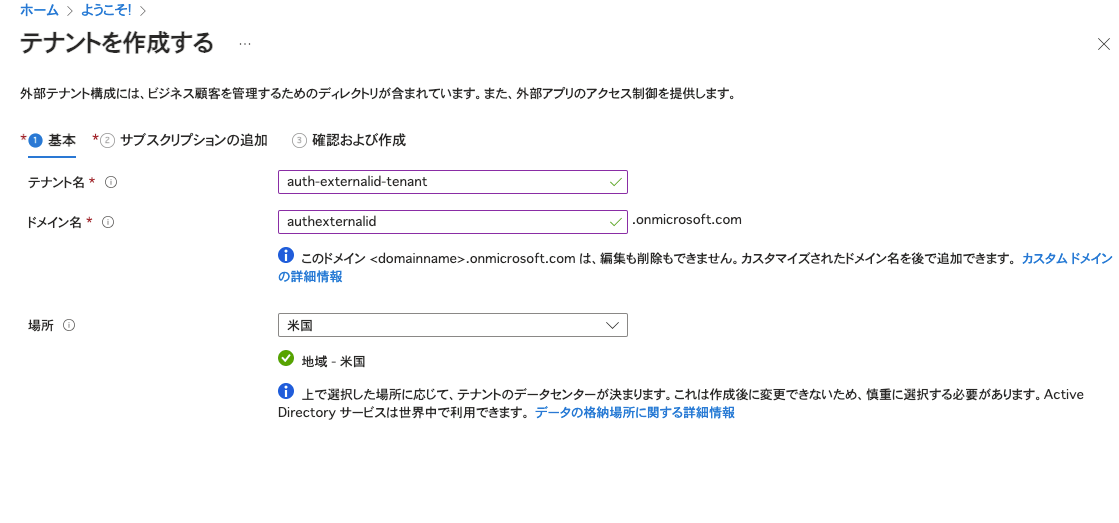 ホーム > ようこそ! >
テナントを作成する ...
外部テナント構成には、ビジネス顧客を管理するためのディレクトリが含まれています。また、外部アプリのアクセス制御を提供します。
* 1 基本 * 2 サブスクリプションの追加 3 確認および作成
テナント名 * auth-externalid-tenant
ドメイン名 * authexternalid .onmicrosoft.com
このドメイン <domainname>.onmicrosoft.com は、編集も削除もできません。カスタマイズされたドメイン名を後で追加できます。 カスタム ドメイン
の詳細情報
場所 米国
地域 - 米国
上で選択した場所に応じて、テナントのデータセンターが決まります。これは作成後に変更できないため、慎重に選択する必要があります。Active
Directory サービスは世界中で利用できます。 データの格納場所に関する詳細情報